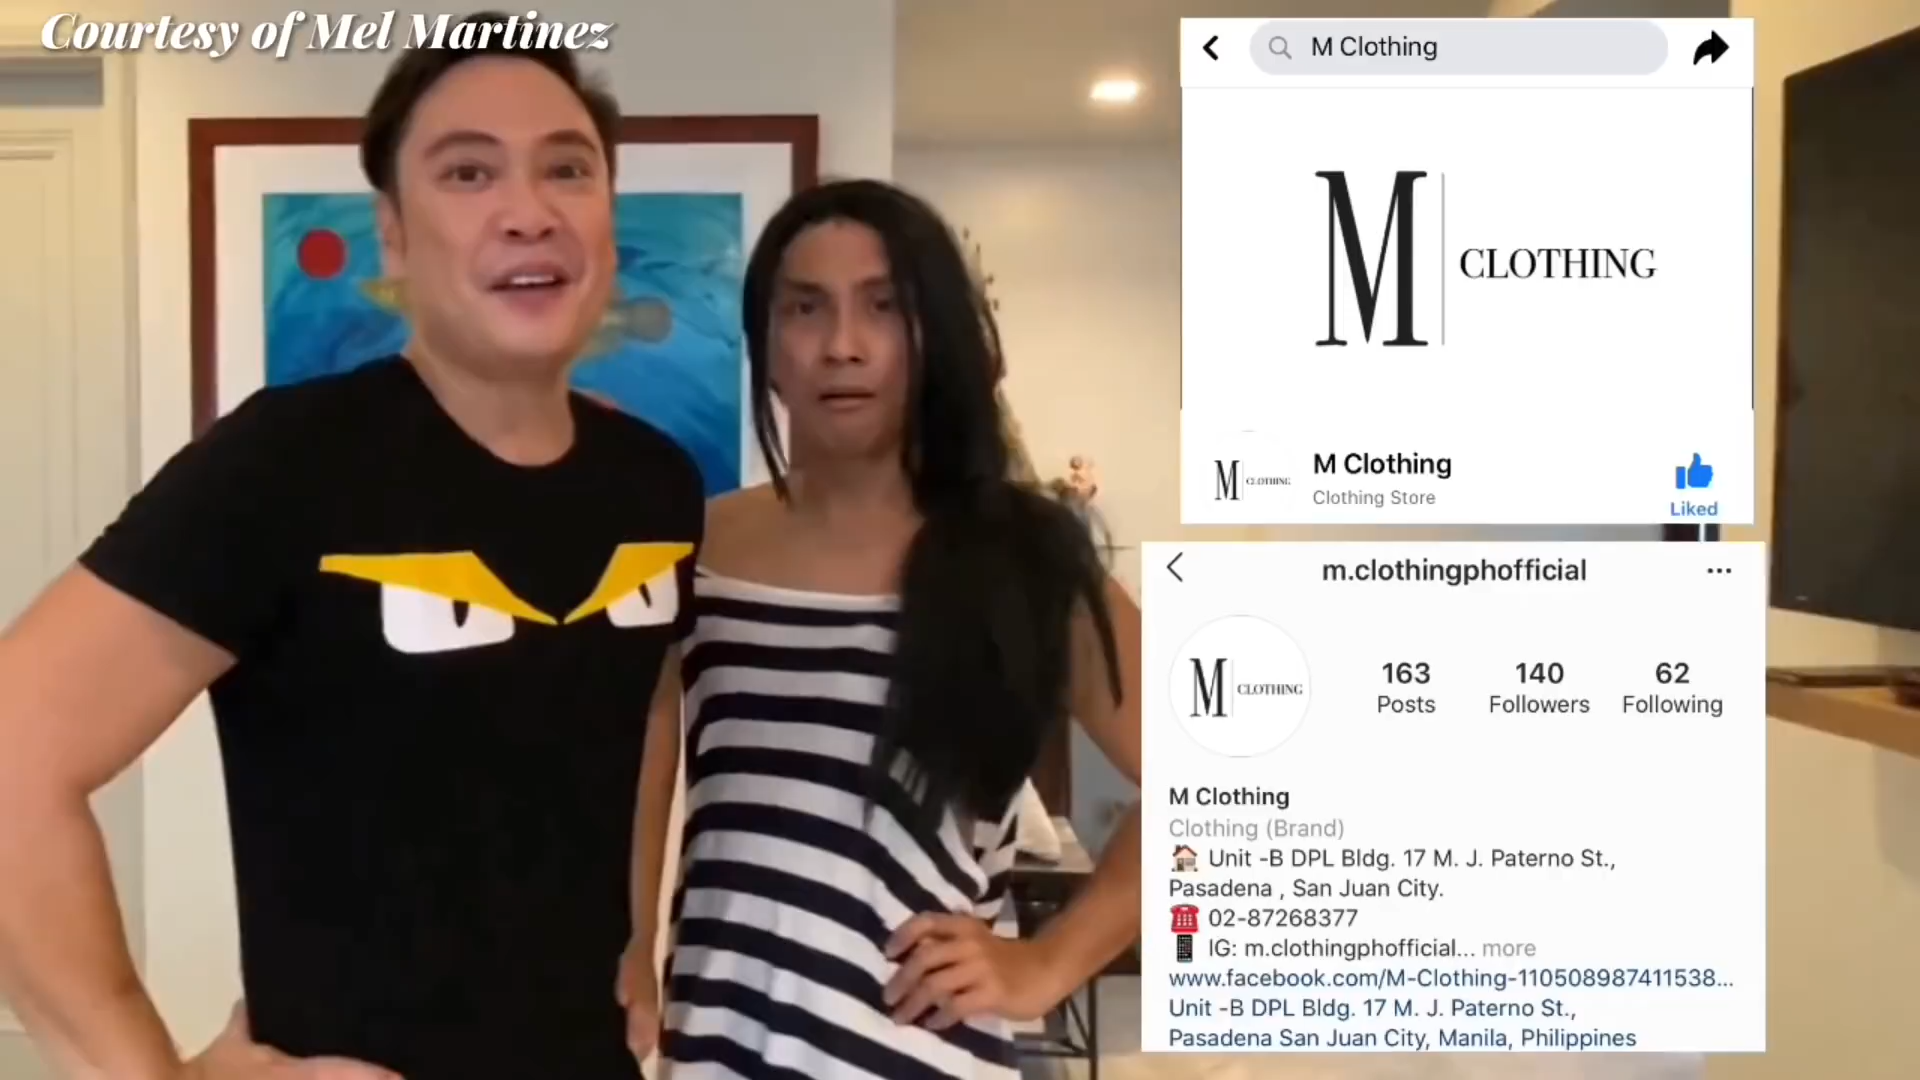 Courtesy of Mel Martinez
M Clothing
M CLOTHING
M CLOTHING
M Clothing
Clothing Store
Liked
m.clothingphofficial
M CLOTHING
163
140
62
Posts
Followers
Following
M Clothing
Clothing (Brand)
Unit -B DPL Bldg. 17 M. J. Paterno St.,
Pasadena , San Juan City.
02-87268377
IG: m.clothingphofficial... more
www.facebook.com/M-Clothing-110508987411538...
Unit -B DPL Bldg. 17 M. J. Paterno St.,
Pasadena San Juan City, Manila, Philippines